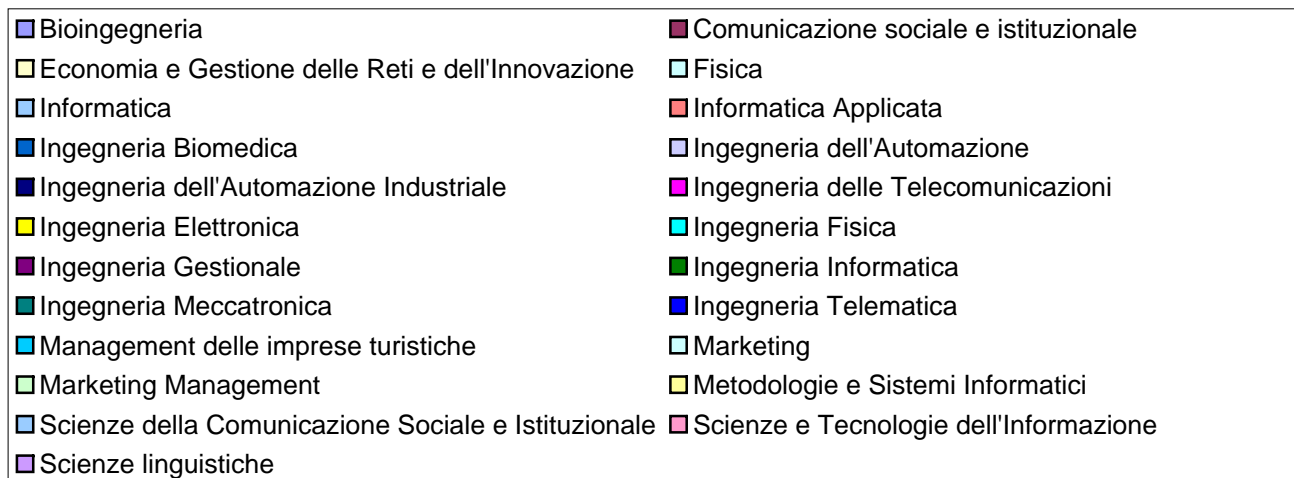 Bioingegneria
Comunicazione sociale e istituzionale
Economia e Gestione delle Reti e dell'Innovazione
Fisica
Informatica
Informatica Applicata
Ingegneria Biomedica
Ingegneria dell'Automazione
Ingegneria dell'Automazione Industriale
Ingegneria delle Telecomunicazioni
Ingegneria Elettronica
Ingegneria Fisica
Ingegneria Gestionale
Ingegneria Informatica
Ingegneria Meccatronica
Ingegneria Telematica
Management delle imprese turistiche
Marketing
Marketing Management
Metodologie e Sistemi Informatici
Scienze della Comunicazione Sociale e Istituzionale
Scienze e Tecnologie dell'Informazione
Scienze linguistiche